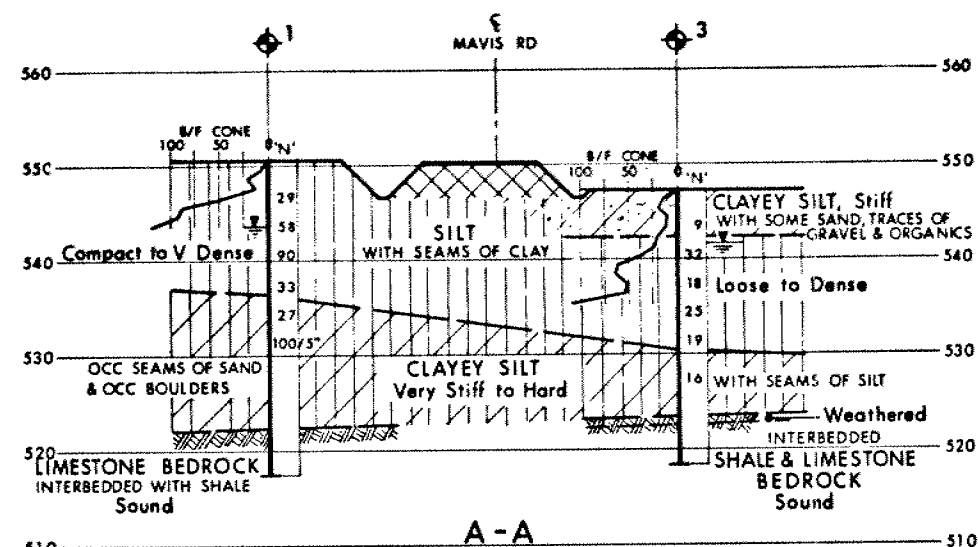 1
℄
MAVIS RD
3
560
560
B/F CONE
100 50 0 'N'
550
550
B/F CONE
100 50 0 'N'
29
58
90
33
27
100/5"
9
32
18
25
19
16
CLAYEY SILT, Stiff
WITH SOME SAND, TRACES OF
GRAVEL & ORGANICS
SILT
WITH SEAMS OF CLAY
Compact to V Dense
540
540
Loose to Dense
530
530
OCC SEAMS OF SAND
& OCC BOULDERS
CLAYEY SILT
Very Stiff to Hard
WITH SEAMS OF SILT
Weathered
520
520
LIMESTONE BEDROCK
INTERBEDDED WITH SHALE
Sound
INTERBEDDED
SHALE & LIMESTONE
BEDROCK
Sound
A - A
510
510